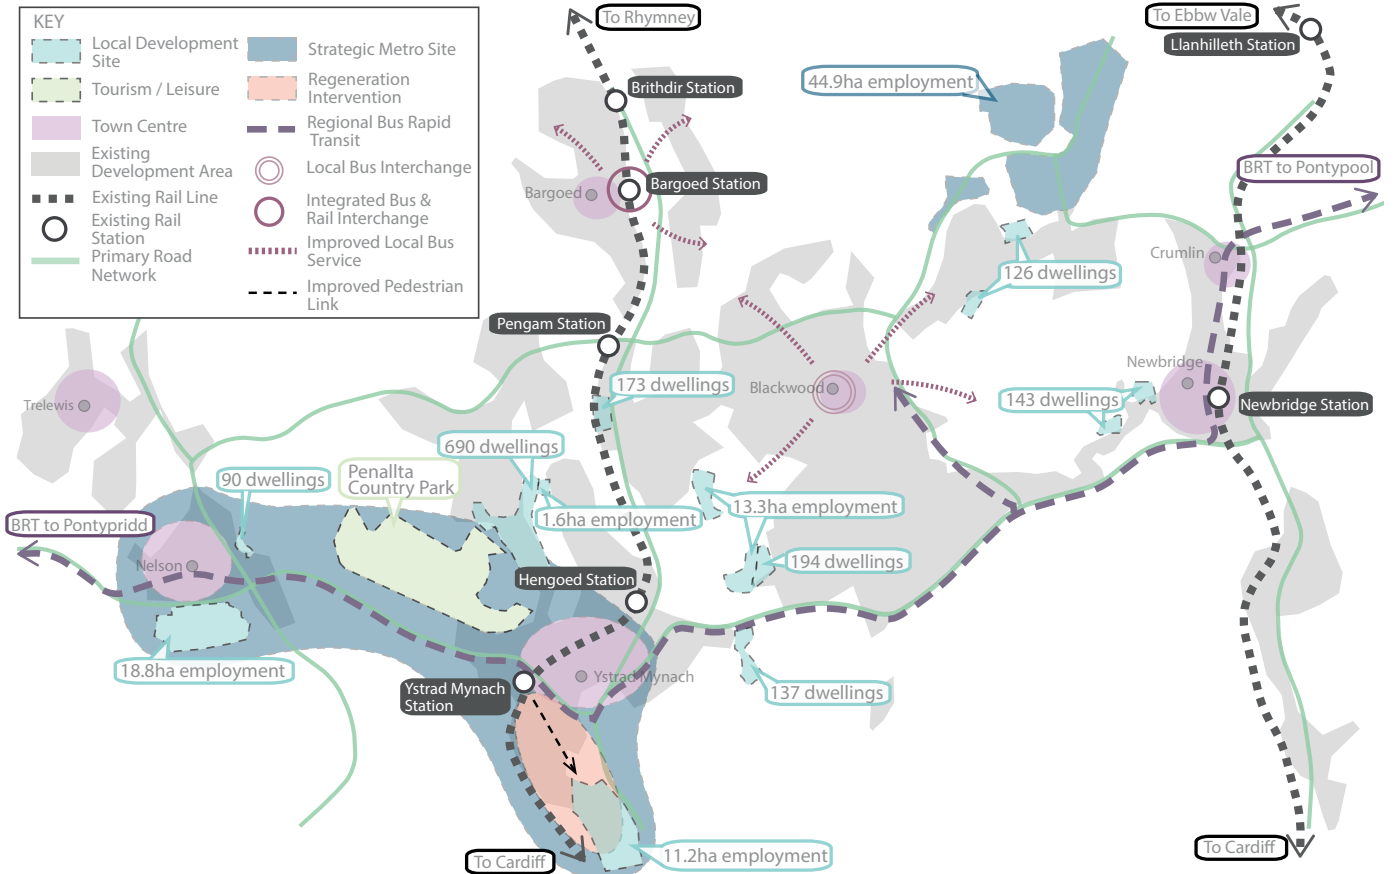 KEY
Local Development
Site
Tourism / Leisure
Town Centre
Existing
Development Area
Existing Rail Line
Existing Rail
Station
Primary Road
Network
Strategic Metro Site
Regeneration
Intervention
Regional Bus Rapid
Transit
Local Bus Interchange
Integrated Bus &
Rail Interchange
Improved Local Bus
Service
Improved Pedestrian
Link
To Rhymney
To Ebbw Vale
Llanhilleth Station
Brithdir Station
44.9ha employment
BRT to Pontypool
Bargoed
Bargoed Station
Crumlin
126 dwellings
Pengam Station
Newbridge
Trelewis
173 dwellings
Blackwood
143 dwellings
Newbridge Station
690 dwellings
90 dwellings
Penallta
Country Park
13.3ha employment
1.6ha employment
BRT to Pontypridd
Nelson
194 dwellings
Hengoed Station
18.8ha employment
Ystrad Mynach
Ystrad Mynach
Station
137 dwellings
To Cardiff
11.2ha employment
To Cardiff